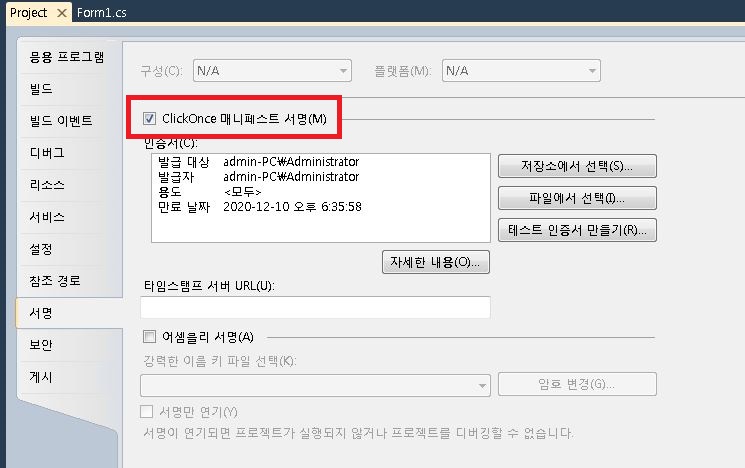 Project
Form1.cs
응용 프로그램
빌드
빌드 이벤트
디버그
리소스
서비스
설정
참조 경로
서명
보안
게시
구성(C): N/A 플랫폼(M): N/A
ClickOnce 매니페스트 서명(M)
인증서(C):
발급 대상 admin-PC₩Administrator
발급자 admin-PC₩Administrator
용도 <모두>
만료 날짜 2020-12-10 오후 6:35:58
저장소에서 선택(S)...
파일에서 선택(I)...
테스트 인증서 만들기(R)...
자세한 내용(O)...
타임스탬프 서버 URL(U):
어셈블리 서명(A)
강력한 이름 키 파일 선택(K):
암호 변경(G)...
서명만 연기(Y)
서명이 연기되면 프로젝트가 실행되지 않거나 프로젝트를 디버깅할 수 없습니다.